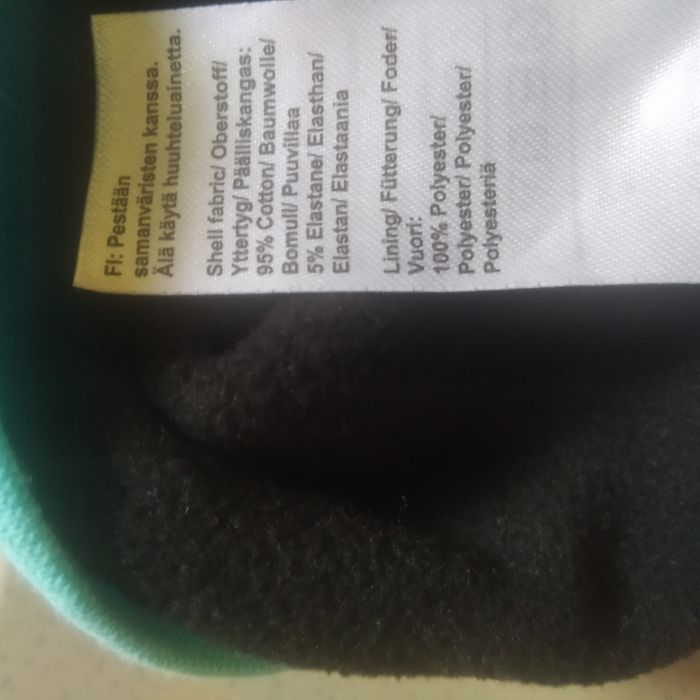 FI: Pestään
samanväristen kanssa.
Älä käytä huuhteluainetta.
Shell fabric/ Oberstoff/
Yttertyg/ Päälliskangas:
95% Cotton/ Baumwolle/
Bomull/ Puuvillaa
5% Elastane/ Elasthan/
Elastan/ Elastaania
Lining/ Fütterung/ Foder/
Vuori:
100% Polyester/
Polyester/ Polyester/
Polyesteriä